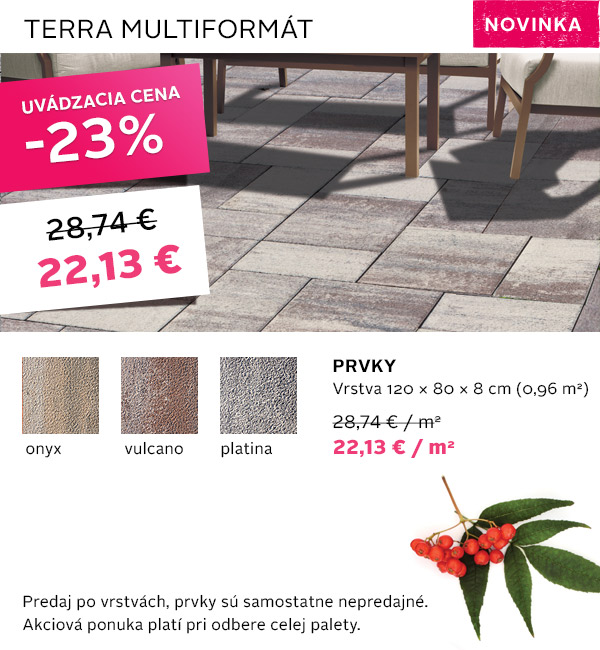 TERRA MULTIFORMÁT
NOVINKA
UVÁDZACIA CENA
-23%
28,74 €
22,13 €
PRVKY
Vrstva 120 × 80 × 8 cm (0,96 m²)
28,74 € / m²
22,13 € / m²
onyx
vulcano
platina
Predaj po vrstvách, prvky sú samostatne nepredajné.
Akciová ponuka platí pri odbere celej palety.